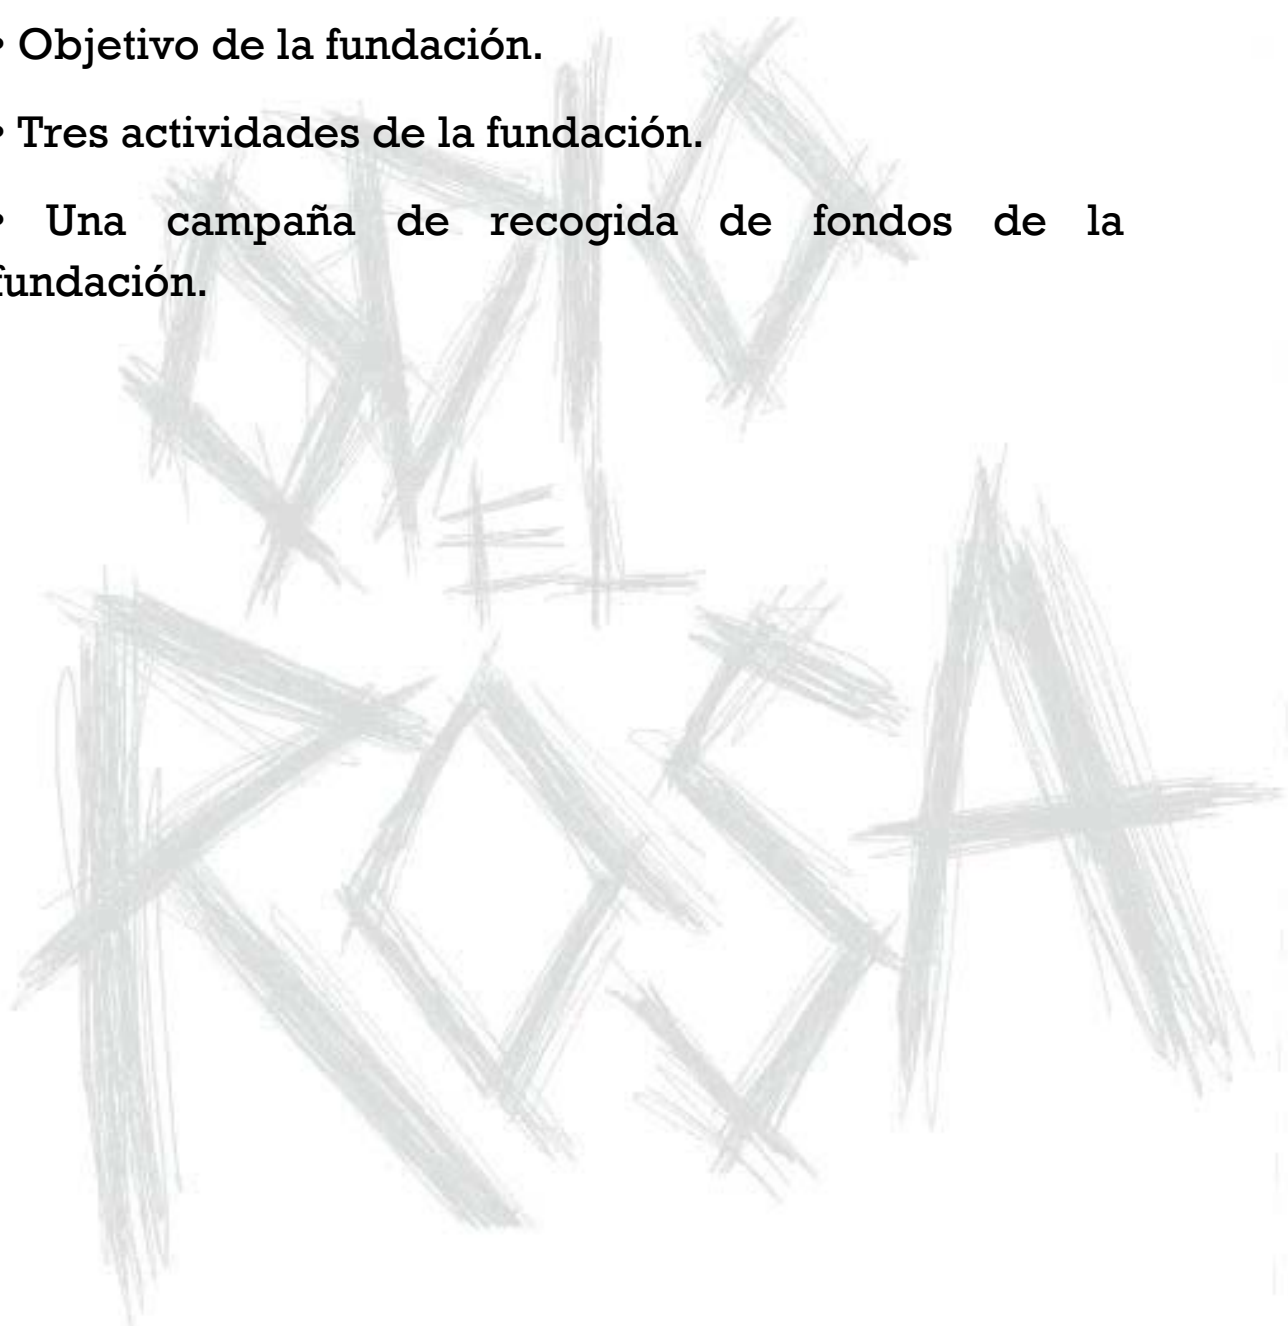 • Objetivo de la fundación.
• Tres actividades de la fundación.
• Una campaña de recogida de fondos de la
fundación.
ODIO
EL
ROSA